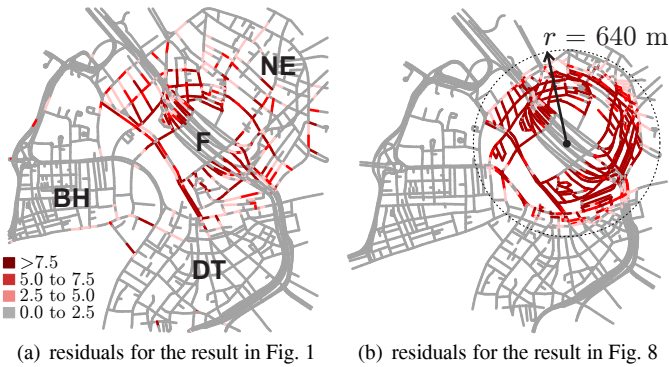 NE
r = 640 m
F
BH
DT
>7.5
5.0 to 7.5
2.5 to 5.0
0.0 to 2.5
(a) residuals for the result in Fig. 1
(b) residuals for the result in Fig. 8